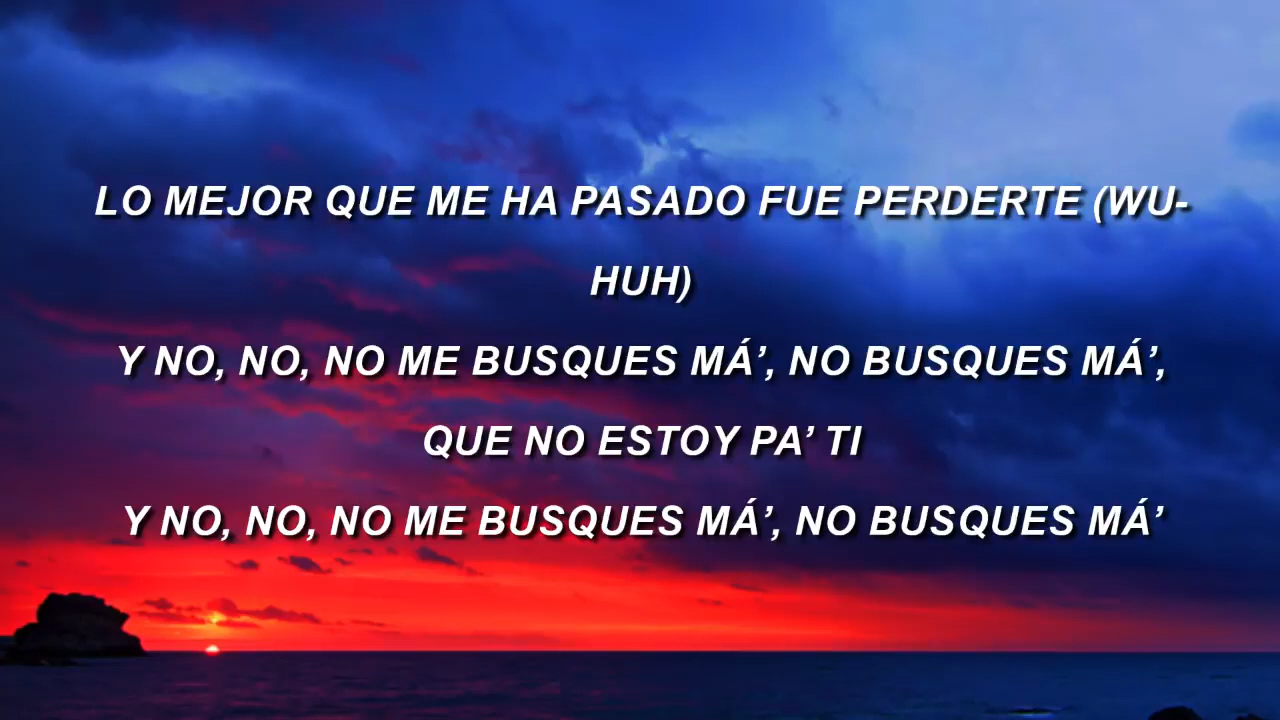 LO MEJOR QUE ME HA PASADO FUE PERDERTE (WU-
HUH)
Y NO, NO, NO ME BUSQUES MÁ’, NO BUSQUES MÁ’,
QUE NO ESTOY PA’ TI
Y NO, NO, NO ME BUSQUES MÁ’, NO BUSQUES MÁ’